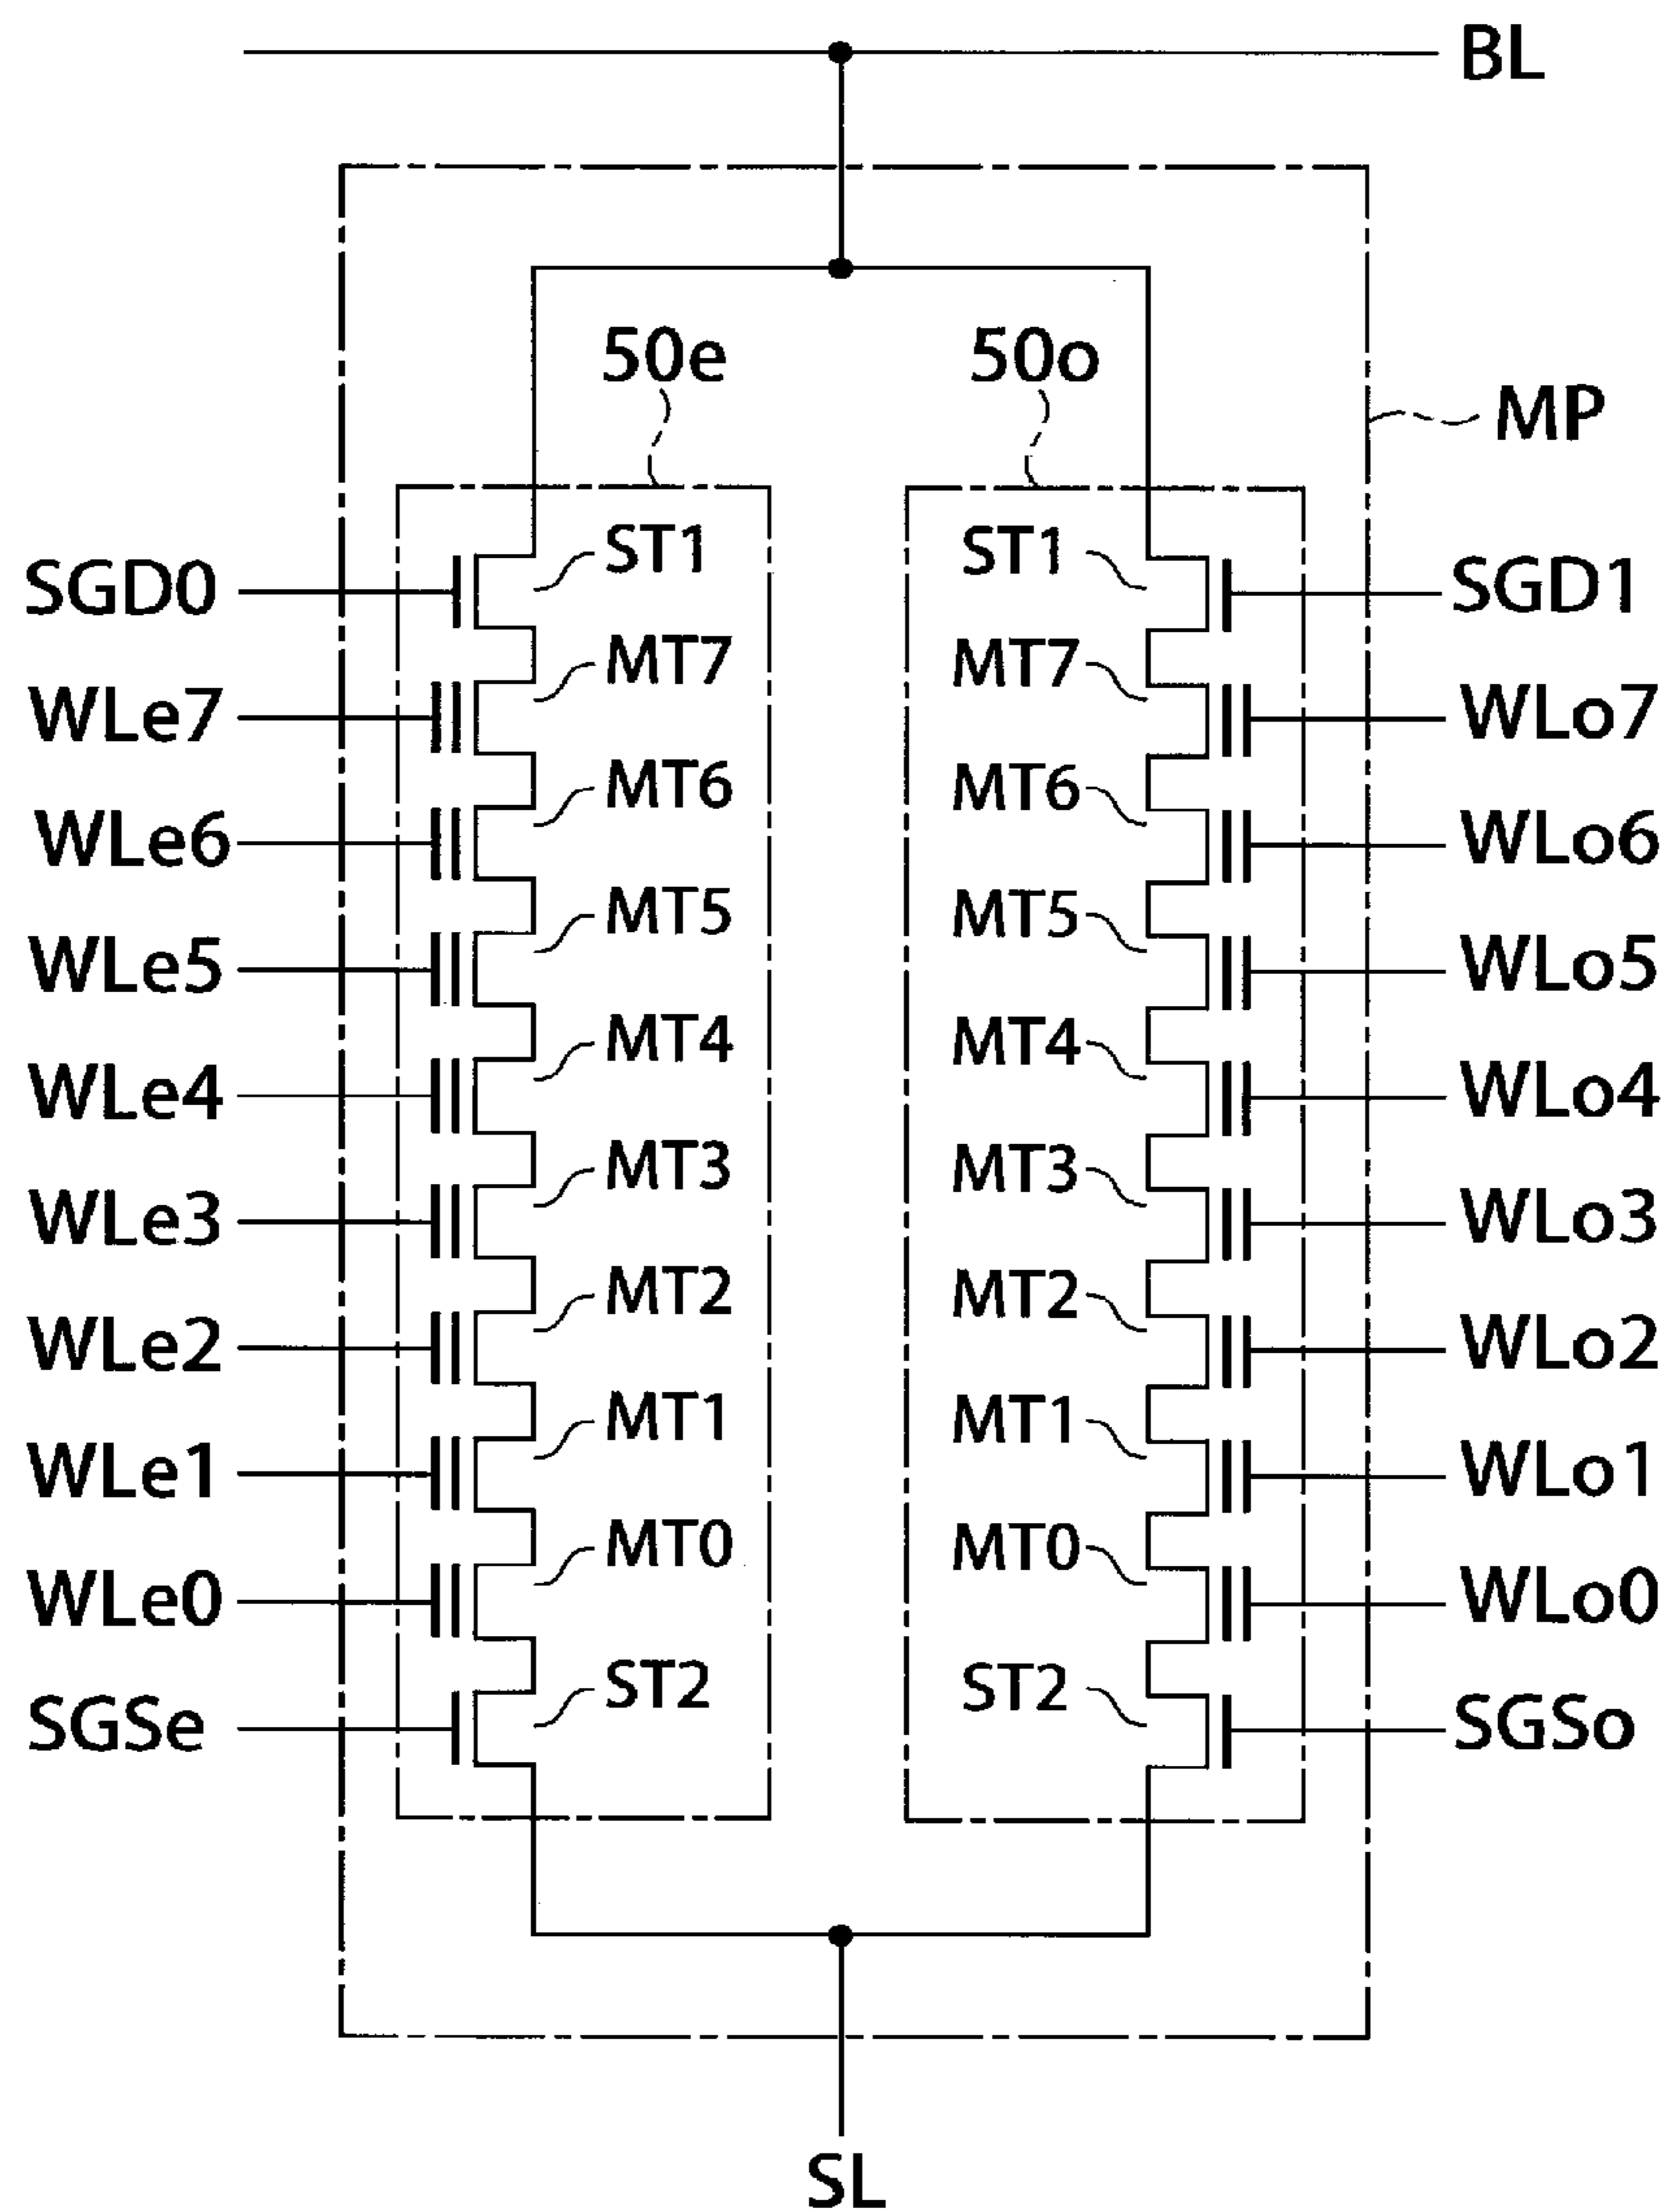 BL
50e 50o
MP
SGD0 ST1 ST1 SGD1
WLe7 MT7 MT7 WLo7
WLe6 MT6 MT6 WLo6
WLe5 MT5 MT5 WLo5
WLe4 MT4 MT4 WLo4
WLe3 MT3 MT3 WLo3
WLe2 MT2 MT2 WLo2
WLe1 MT1 MT1 WLo1
WLe0 MT0 MT0 WLo0
SGSe ST2 ST2 SGSo
SL